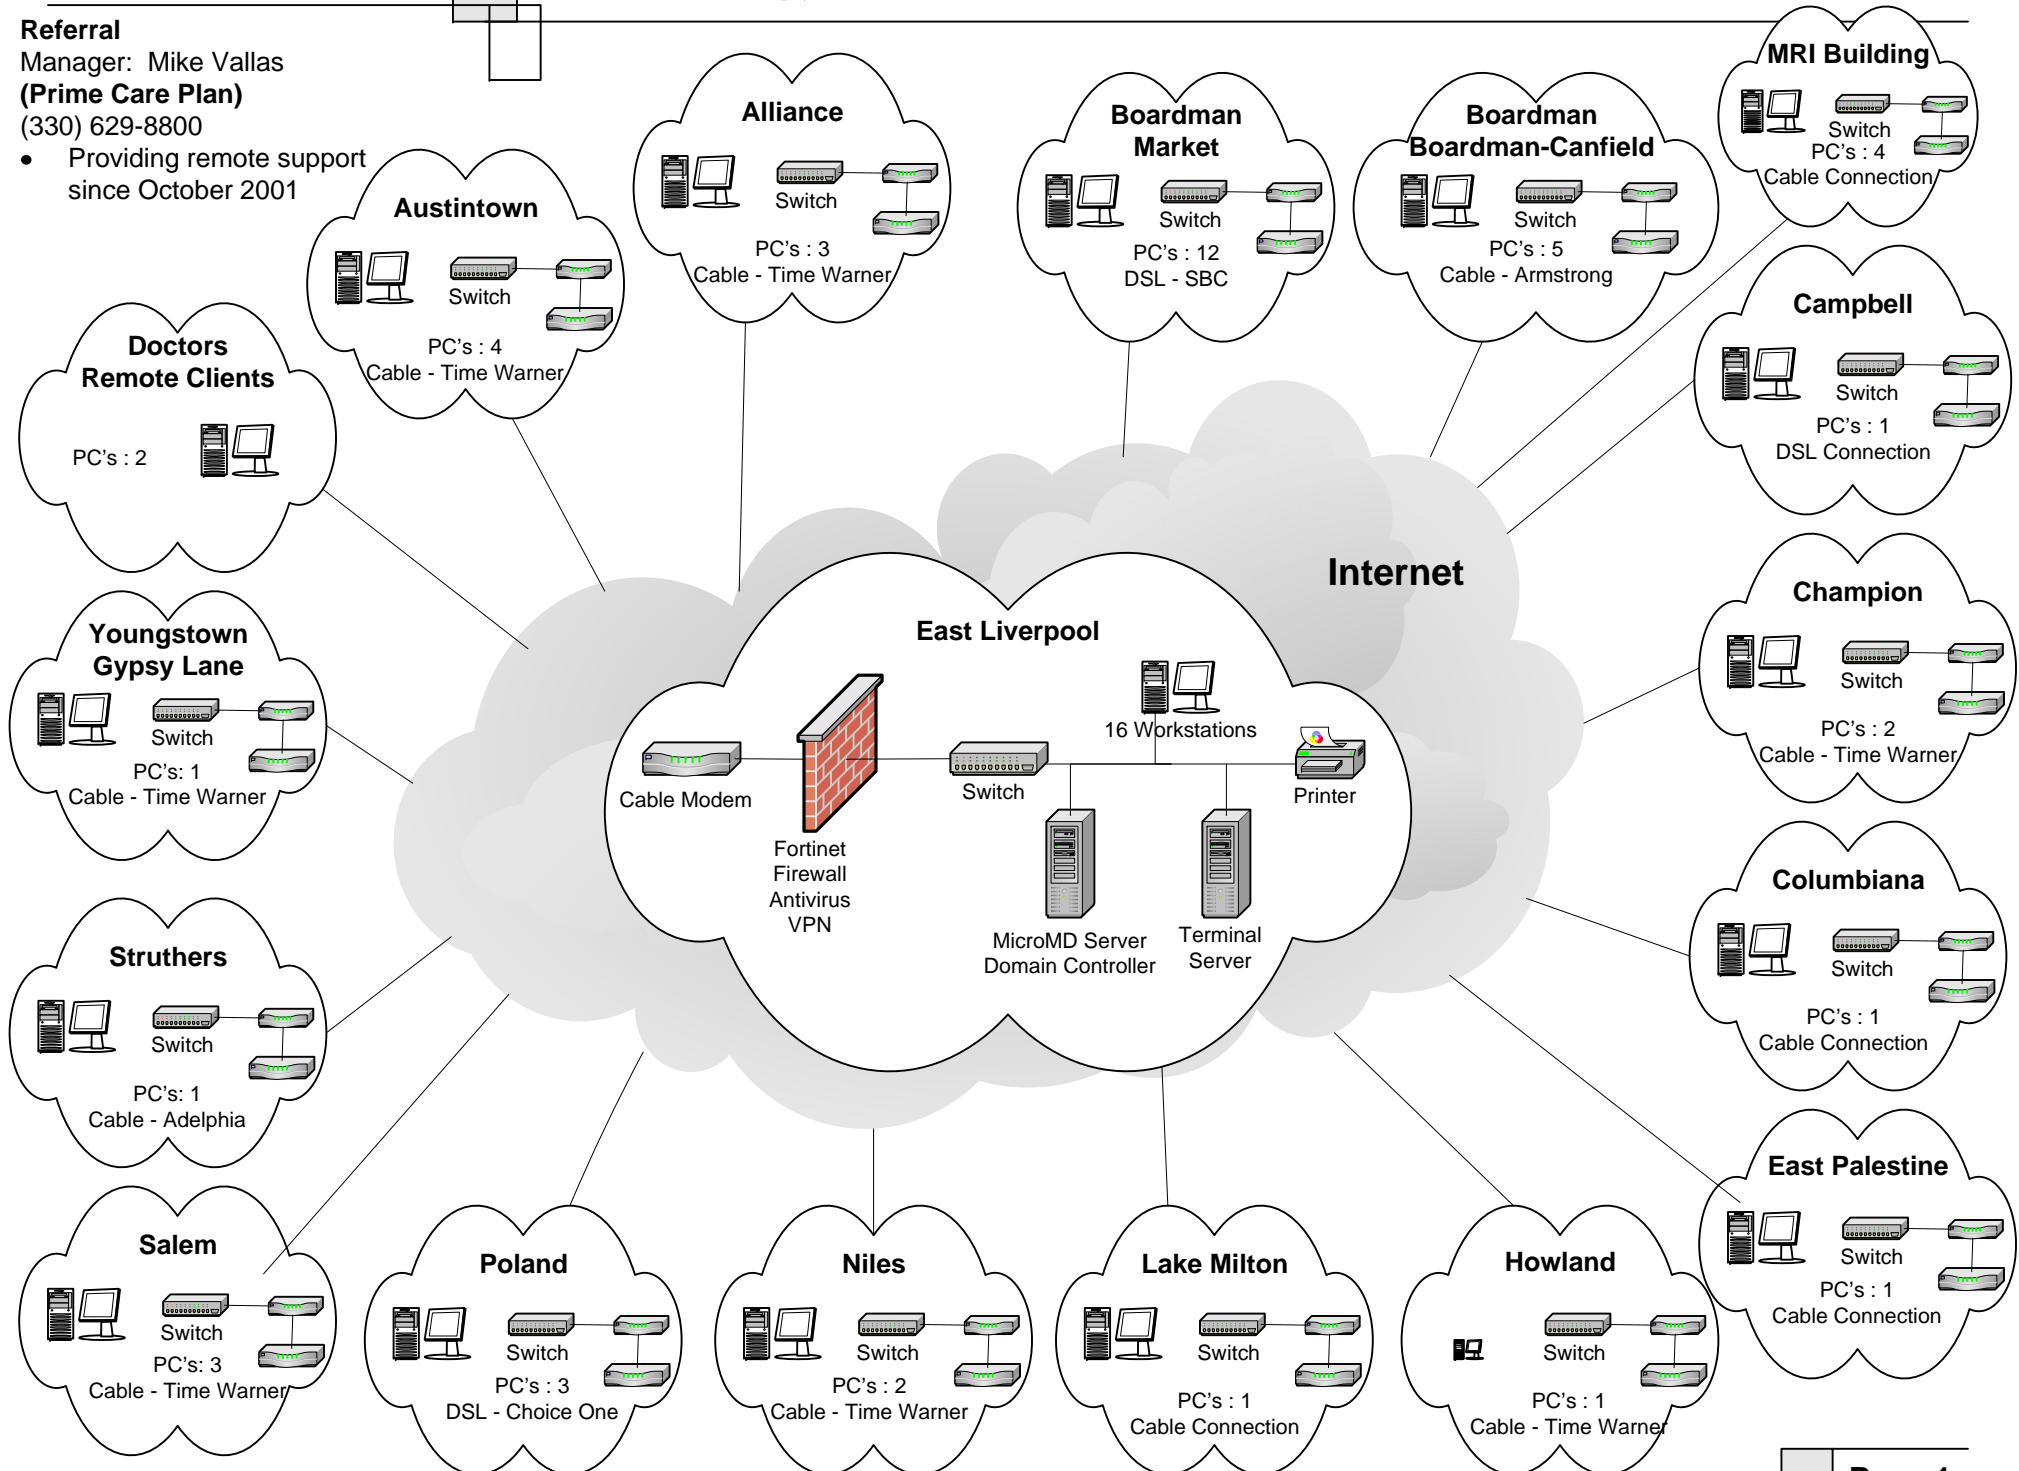 Referral
Manager: Mike Vallas
(Prime Care Plan)
(330) 629-8800
• Providing remote support
since October 2001
Austintown
Switch
PC's : 4
Cable - Time Warner
Alliance
Switch
PC's : 3
Cable - Time Warner
Boardman
Market
Switch
PC's : 12
DSL - SBC
Boardman
Boardman-Canfield
Switch
PC's : 5
Cable - Armstrong
MRI Building
Switch
PC's : 4
Cable Connection
Doctors
Remote Clients
PC's : 2
Campbell
Switch
PC's : 1
DSL Connection
Internet
Youngstown
Gypsy Lane
Switch
PC's: 1
Cable - Time Warner
East Liverpool
16 Workstations
Cable Modem
Switch
Printer
Fortinet
Firewall
Antivirus
VPN
MicroMD Server
Domain Controller
Terminal
Server
Champion
Switch
PC's : 2
Cable - Time Warner
Columbiana
Switch
PC's : 1
Cable Connection
Struthers
Switch
PC's: 1
Cable - Adelphia
East Palestine
Switch
PC's : 1
Cable Connection
Salem
Switch
PC's: 3
Cable - Time Warner
Poland
Switch
PC's : 3
DSL - Choice One
Niles
Switch
PC's : 2
Cable - Time Warner
Lake Milton
Switch
PC's : 1
Cable Connection
Howland
Switch
PC's : 1
Cable - Time Warner